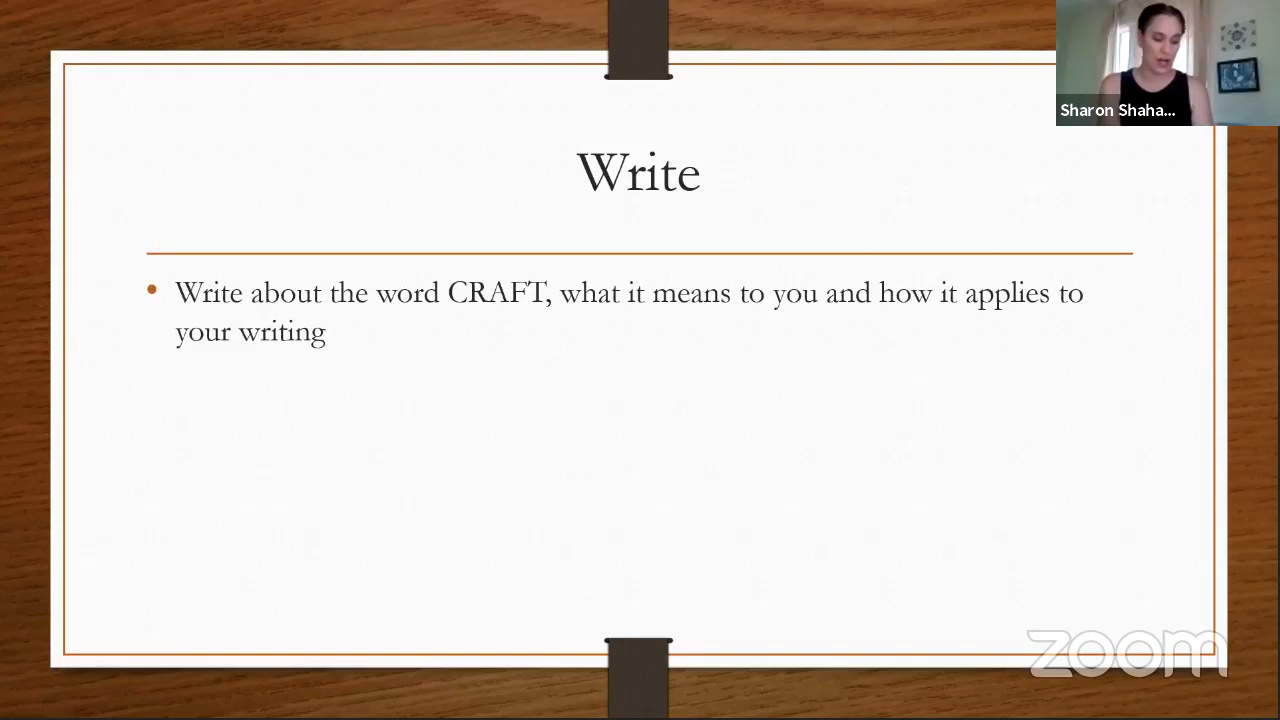 Sharon Shaha...
Write
• Write about the word CRAFT, what it means to you and how it applies to
your writing
zoom